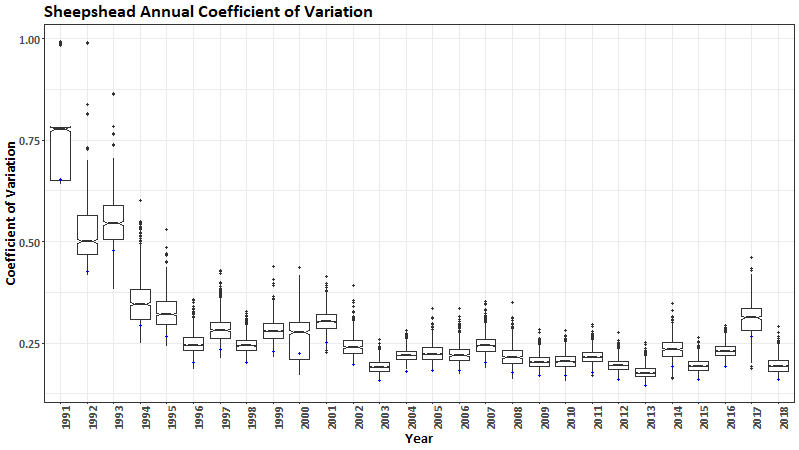 Sheepshead Annual Coefficient of Variation
Coefficient of Variation
1.00
0.75
0.50
0.25
1991 1992 1993 1994 1995 1996 1997 1998 1999 2000 2001 2002 2003 2004 2005 2006 2007 2008 2009 2010 2011 2012 2013 2014 2015 2016 2017 2018
Year